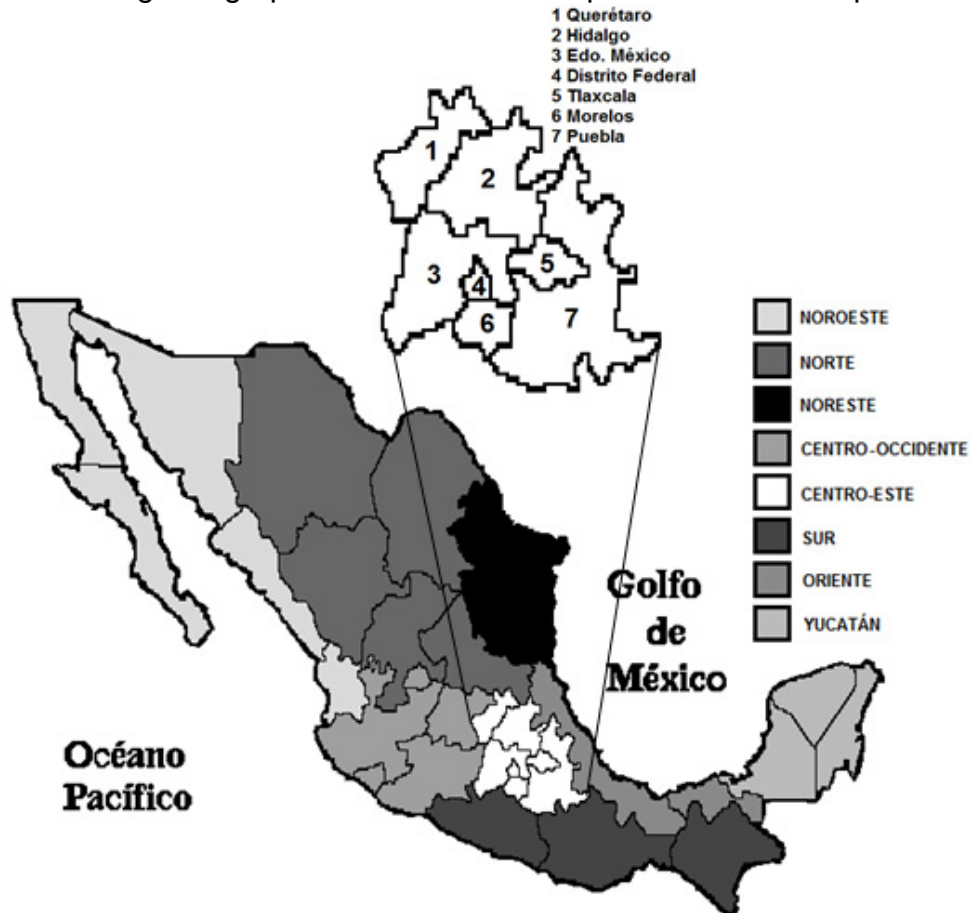 1 Querétaro
2 Hidalgo
3 Edo. México
4 Distrito Federal
5 Tlaxcala
6 Morelos
7 Puebla
1
2
3
4
5
6
7
NOROESTE
NORTE
NORESTE
CENTRO-OCCIDENTE
CENTRO-ESTE
SUR
ORIENTE
YUCATÁN
Golfo
de
México
Océano
Pacífico